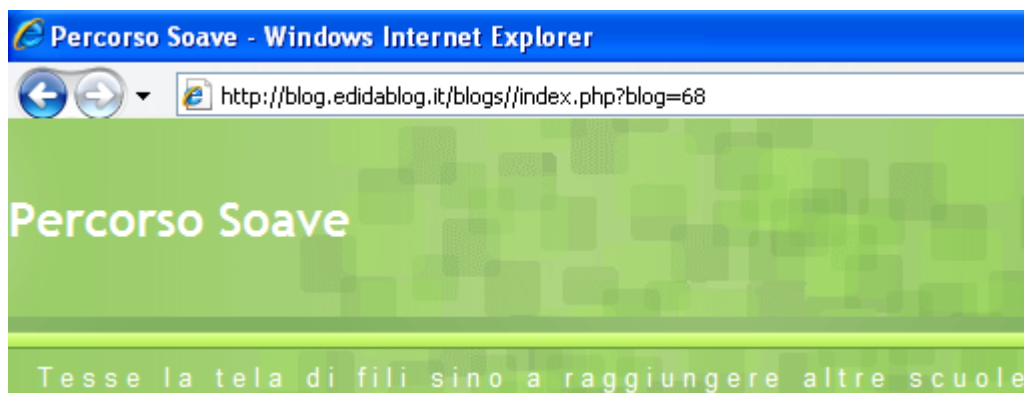 Percorso Soave - Windows Internet Explorer
http://blog.edidablog.it/blogs//index.php?blog=68
Percorso Soave
Tesse la tela di fili sino a raggiungere altre scuole